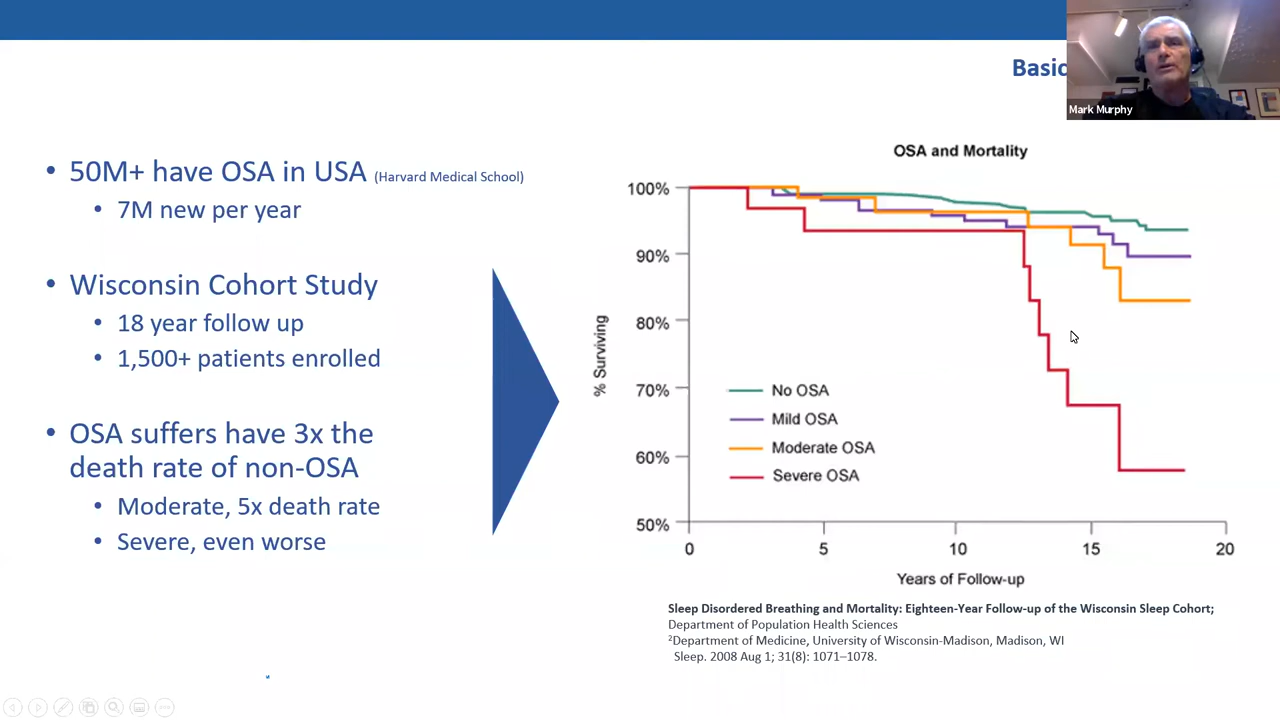 Basic
Mark Murphy
• 50M+ have OSA in USA (Harvard Medical School)
• 7M new per year
• Wisconsin Cohort Study
• 18 year follow up
• 1,500+ patients enrolled
• OSA suffers have 3x the
death rate of non-OSA
• Moderate, 5x death rate
• Severe, even worse
OSA and Mortality
100%
90%
80%
70%
60%
50%
% Surviving
No OSA
Mild OSA
Moderate OSA
Severe OSA
0 5 10 15 20
Years of Follow-up
Sleep Disordered Breathing and Mortality: Eighteen-Year Follow-up of the Wisconsin Sleep Cohort;
Department of Population Health Sciences
²Department of Medicine, University of Wisconsin-Madison, Madison, WI
Sleep. 2008 Aug 1; 31(8): 1071–1078.